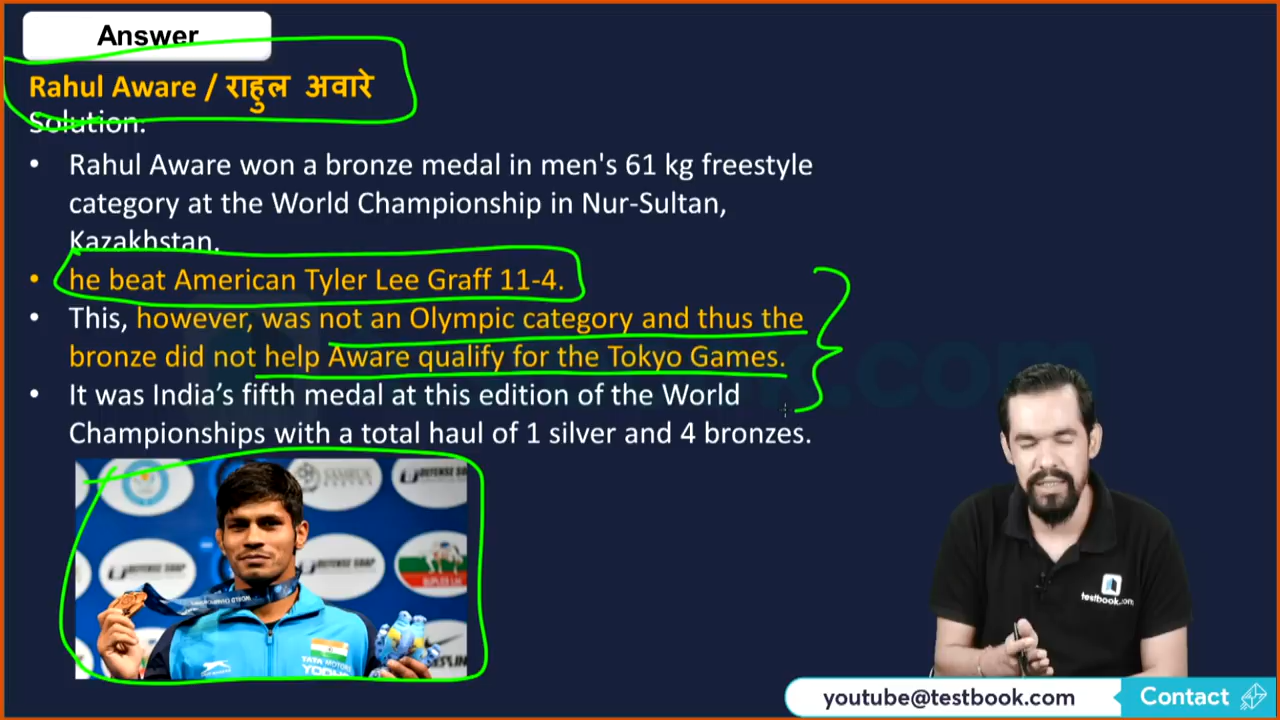 Answer
Rahul Aware / राहुल अवारे
Solution:
• Rahul Aware won a bronze medal in men's 61 kg freestyle
category at the World Championship in Nur-Sultan,
Kazakhstan.
• he beat American Tyler Lee Graff 11-4.
• This, however, was not an Olympic category and thus the
bronze did not help Aware qualify for the Tokyo Games.
• It was India’s fifth medal at this edition of the World
Championships with a total haul of 1 silver and 4 bronzes.
DEFENSE SOAP
TATA MOTORS
testbook.com
youtube@testbook.com
Contact